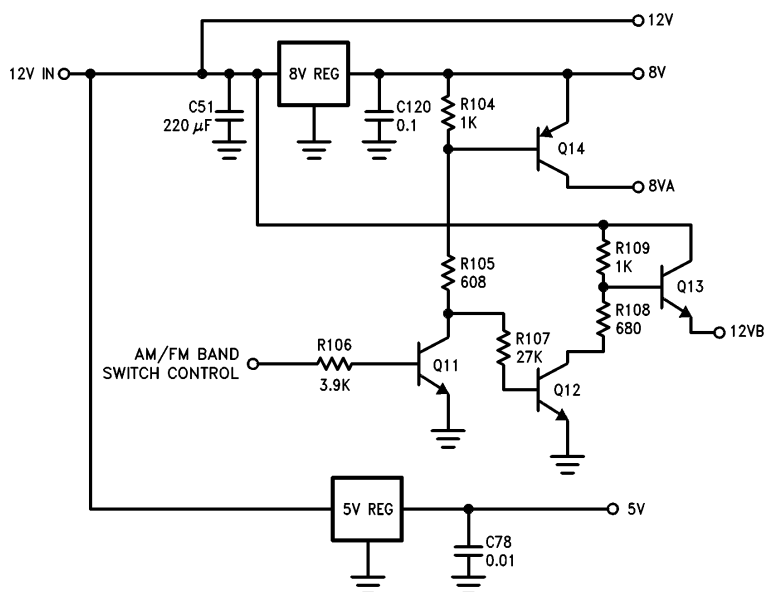 12V
12V IN
8V REG
8V
C51
220 μF
C120
0.1
R104
1K
Q14
8VA
R109
1K
R105
608
Q13
R108
680
12VB
R106
3.9K
AM/FM BAND
SWITCH CONTROL
Q11
R107
27K
Q12
5V REG
5V
C78
0.01